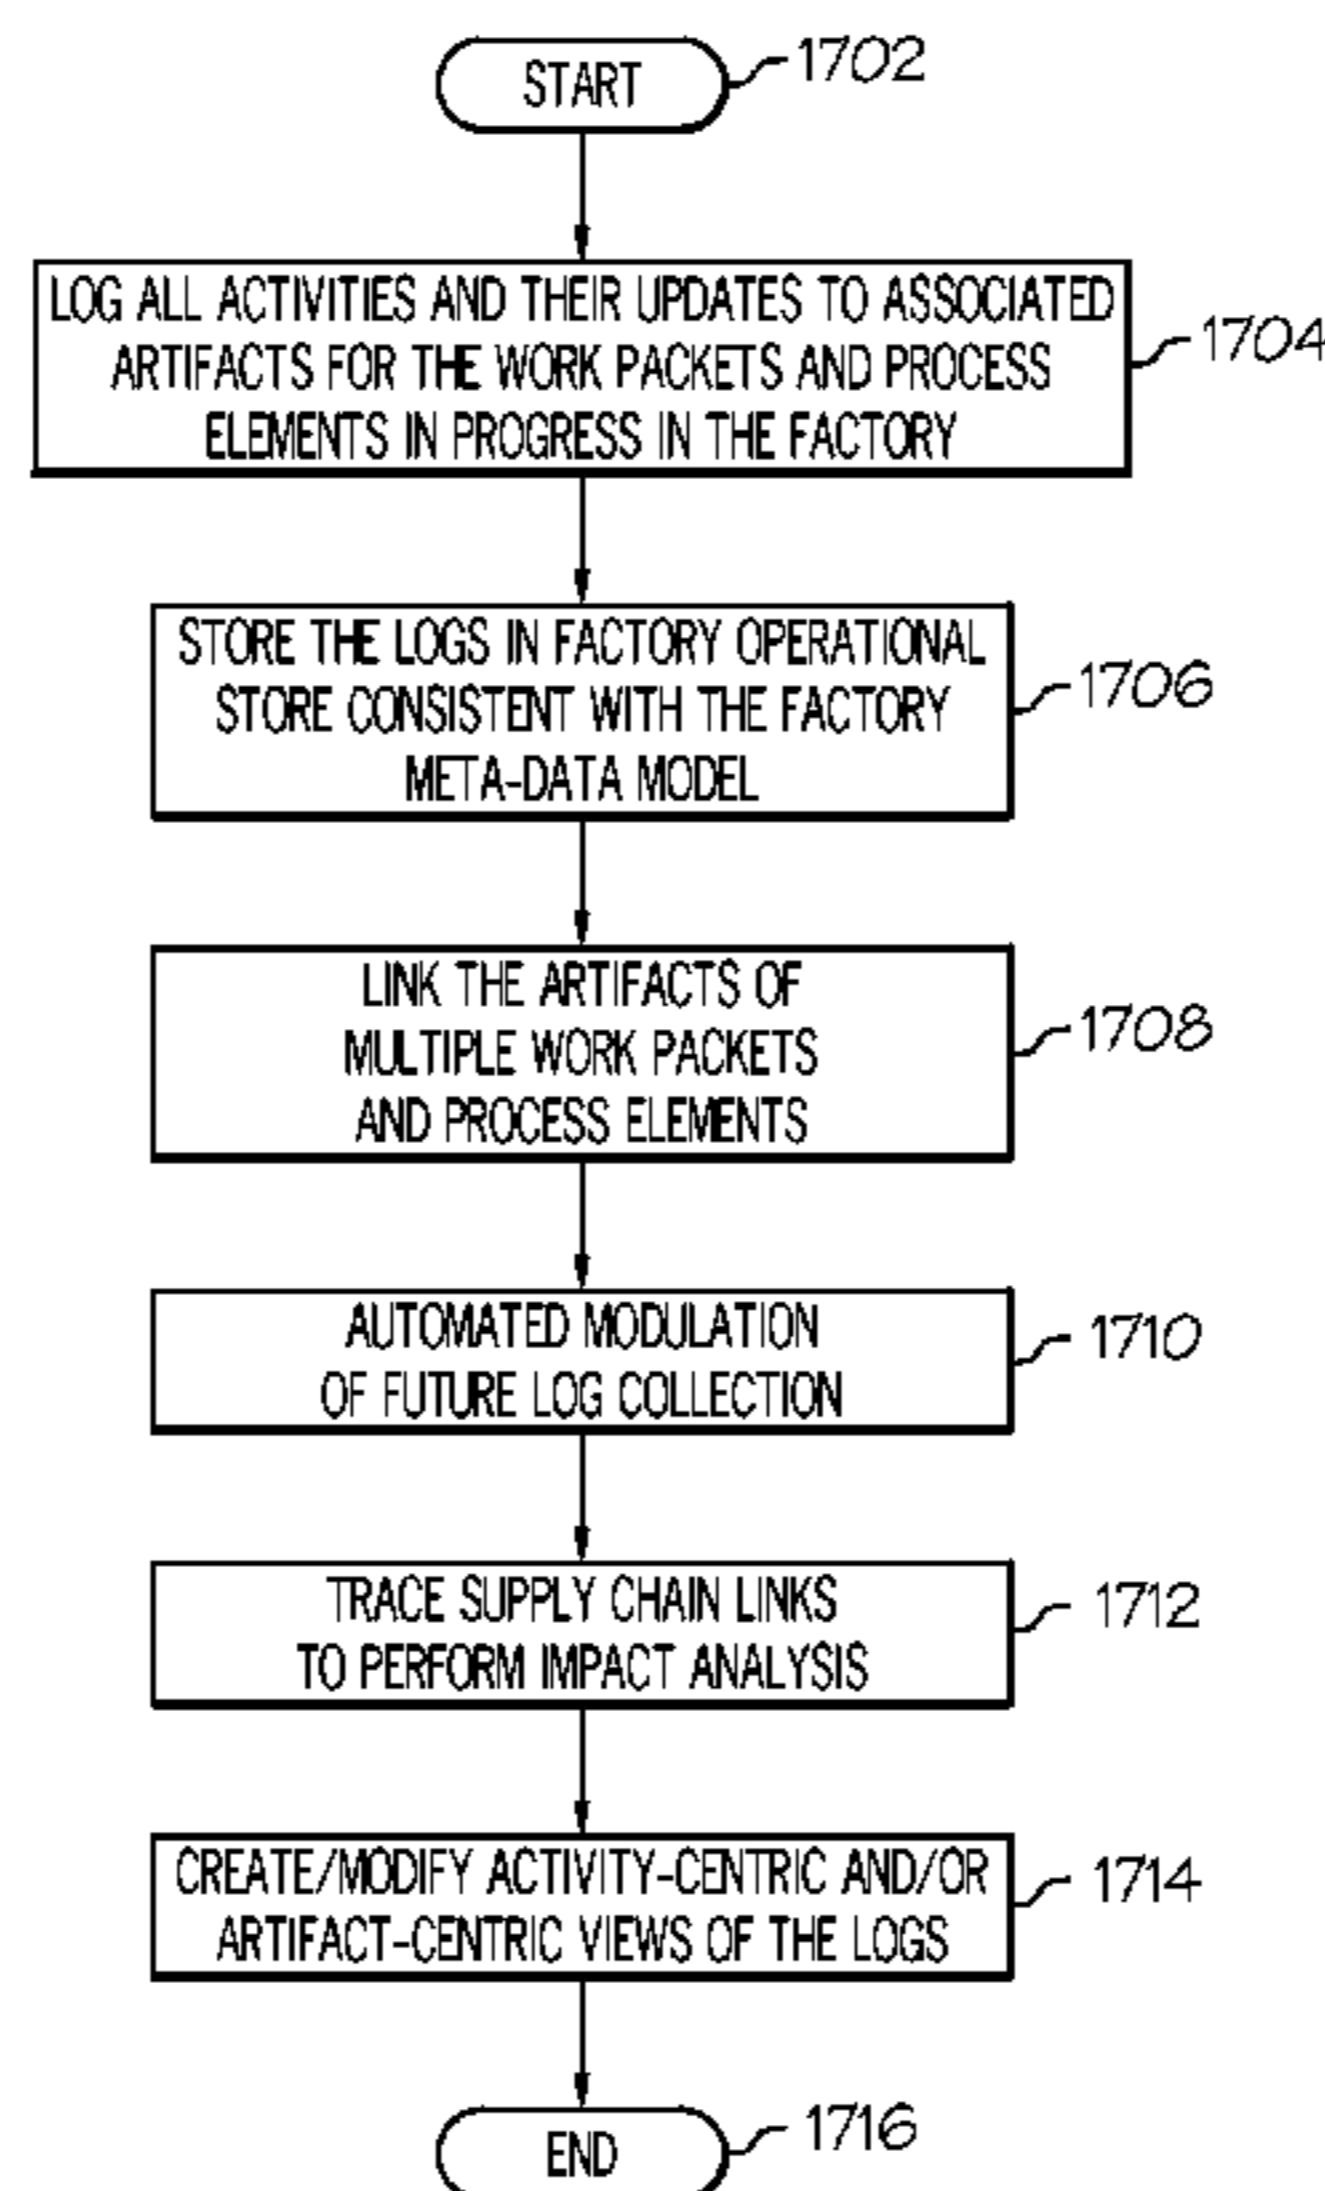 START
1702
LOG ALL ACTIVITIES AND THEIR UPDATES TO ASSOCIATED
ARTIFACTS FOR THE WORK PACKETS AND PROCESS
ELEMENTS IN PROGRESS IN THE FACTORY
1704
STORE THE LOGS IN FACTORY OPERATIONAL
STORE CONSISTENT WITH THE FACTORY
META-DATA MODEL
1706
LINK THE ARTIFACTS OF
MULTIPLE WORK PACKETS
AND PROCESS ELEMENTS
1708
AUTOMATED MODULATION
OF FUTURE LOG COLLECTION
1710
TRACE SUPPLY CHAIN LINKS
TO PERFORM IMPACT ANALYSIS
1712
CREATE/MODIFY ACTIVITY-CENTRIC AND/OR
ARTIFACT-CENTRIC VIEWS OF THE LOGS
1714
END
1716